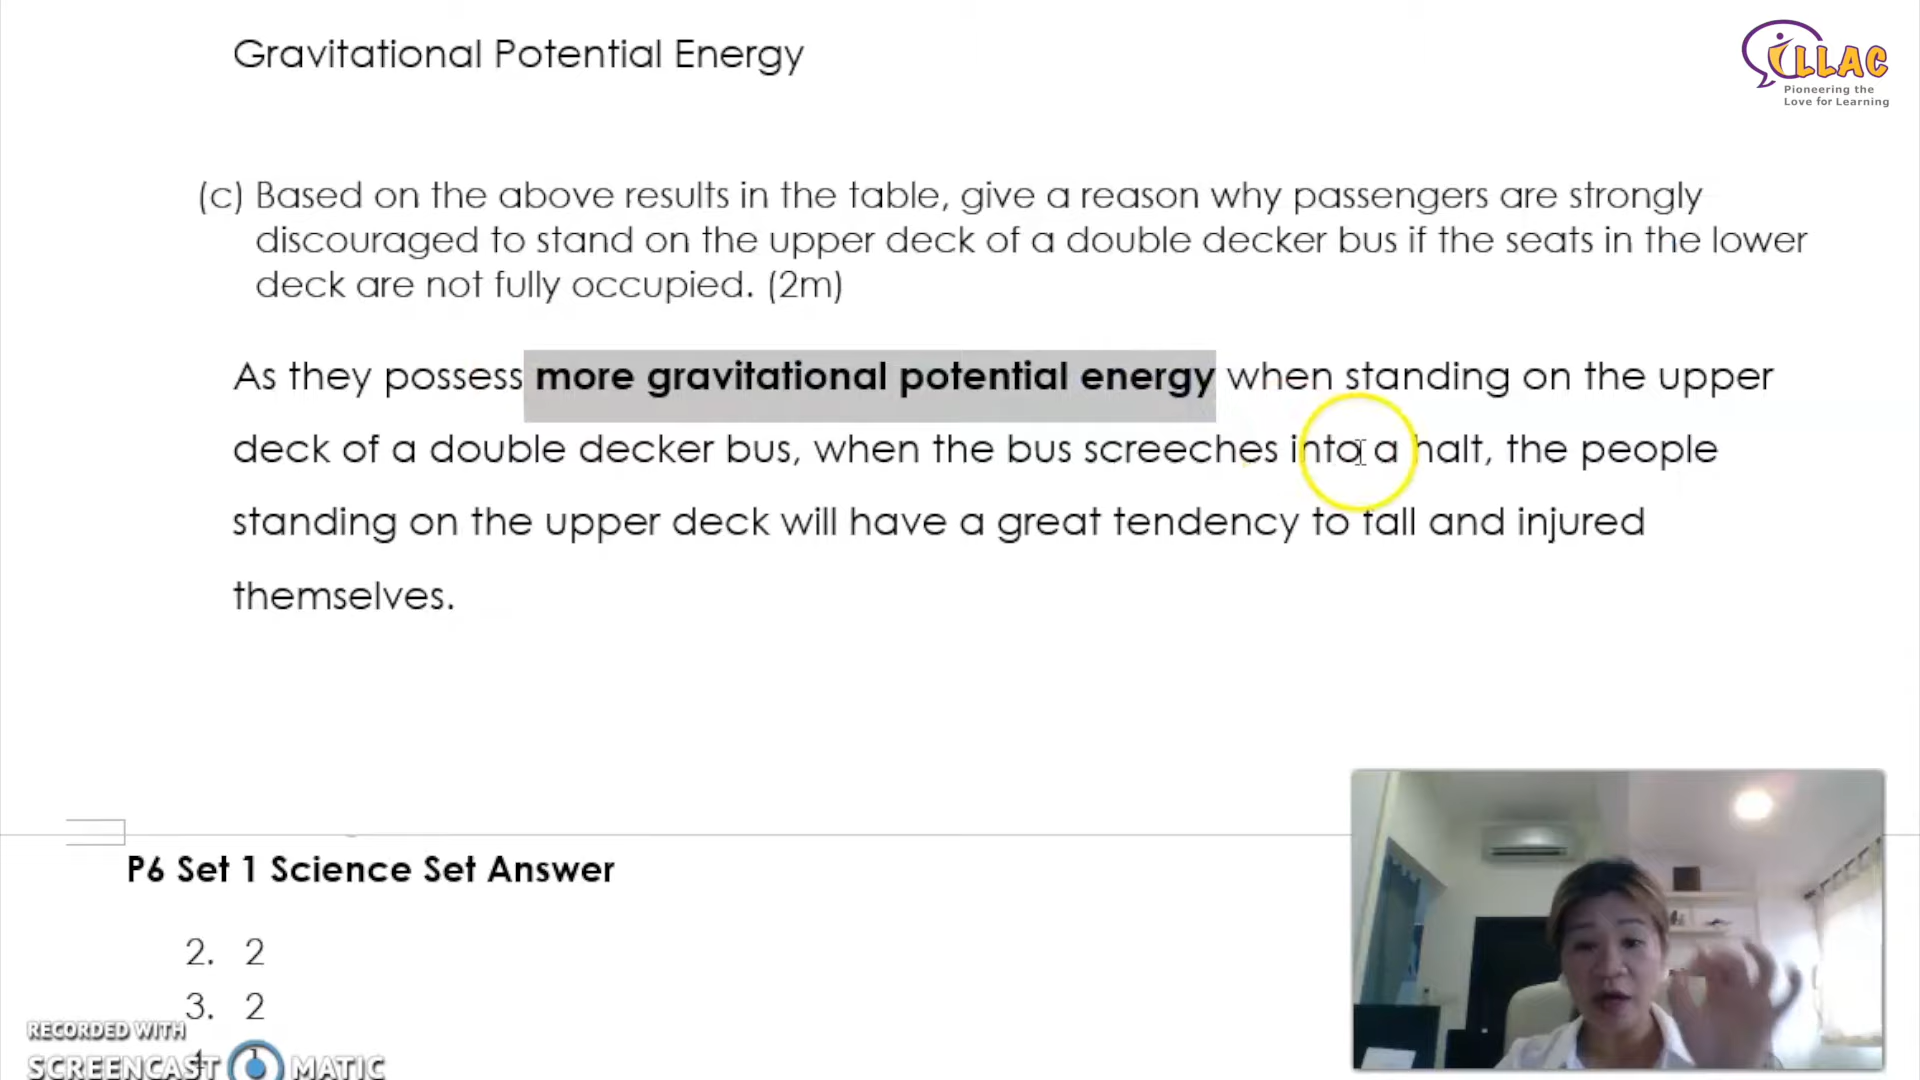 Gravitational Potential Energy
iLLAC
Pioneering the
Love for Learning
(c) Based on the above results in the table, give a reason why passengers are strongly
discouraged to stand on the upper deck of a double decker bus if the seats in the lower
deck are not fully occupied. (2m)
As they possess more gravitational potential energy when standing on the upper
deck of a double decker bus, when the bus screeches into a halt, the people
standing on the upper deck will have a great tendency to fall and injured
themselves.
P6 Set 1 Science Set Answer
2. 2
3. 2
4. 1
RECORDED WITH
SCREENCAST MATIC